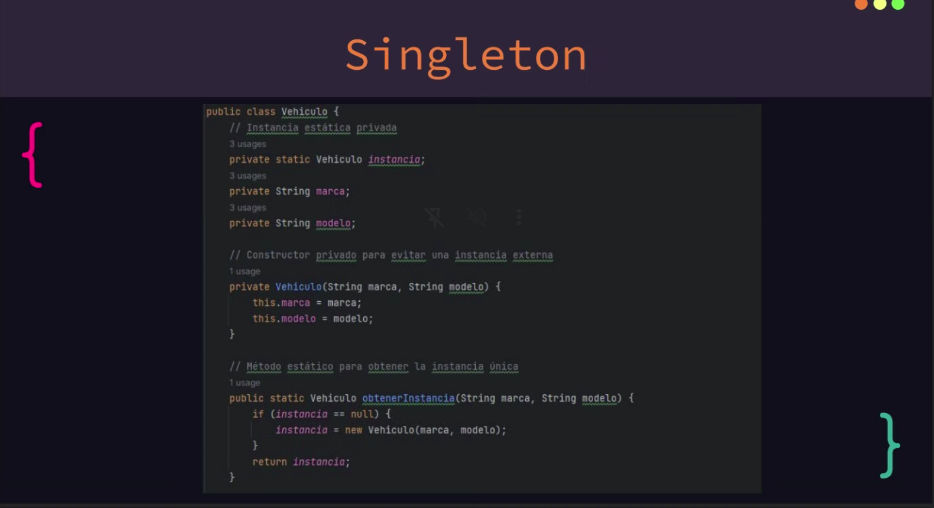 Singleton
{
public class Vehiculo {
// Instancia estática privada
3 usages
private static Vehiculo instancia;
3 usages
private String marca;
3 usages
private String modelo;
// Constructor privado para evitar una instancia externa
1 usage
private Vehiculo(String marca, String modelo) {
this.marca = marca;
this.modelo = modelo;
}
// Método estático para obtener la instancia única
1 usage
public static Vehiculo obtenerInstancia(String marca, String modelo) {
if (instancia == null) {
instancia = new Vehiculo(marca, modelo);
}
return instancia;
}
}